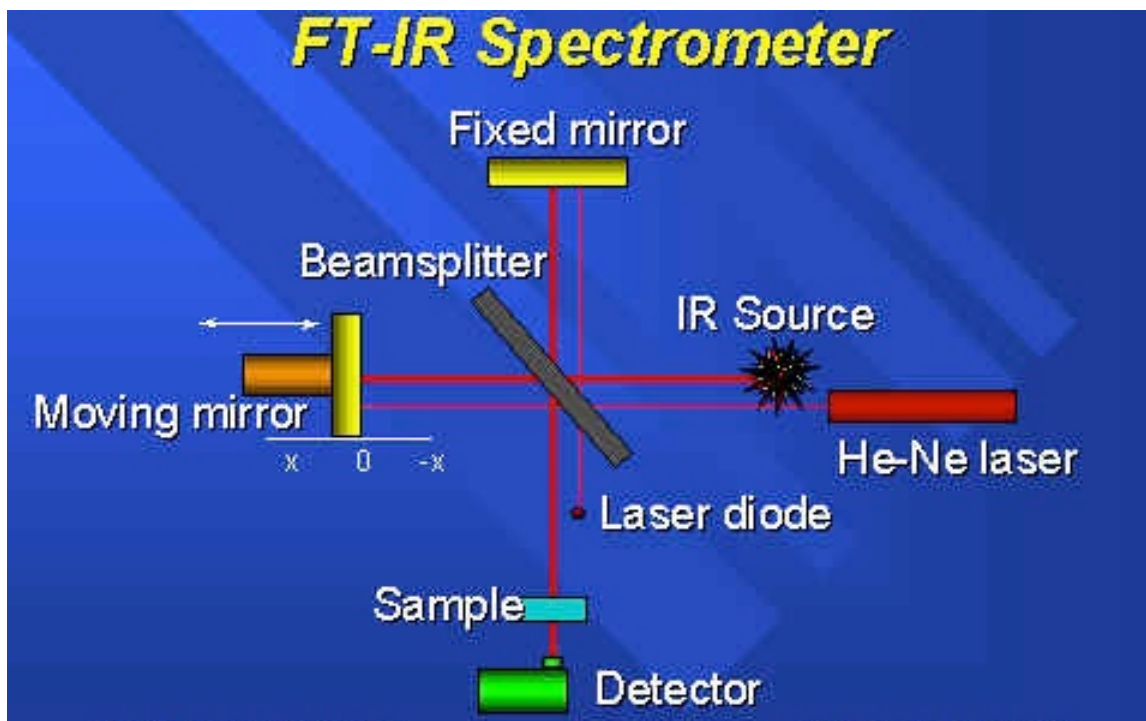 FT-IR Spectrometer
Fixed mirror
Beamsplitter
IR Source
Moving mirror
x 0 -x
He-Ne laser
Laser diode
Sample
Detector